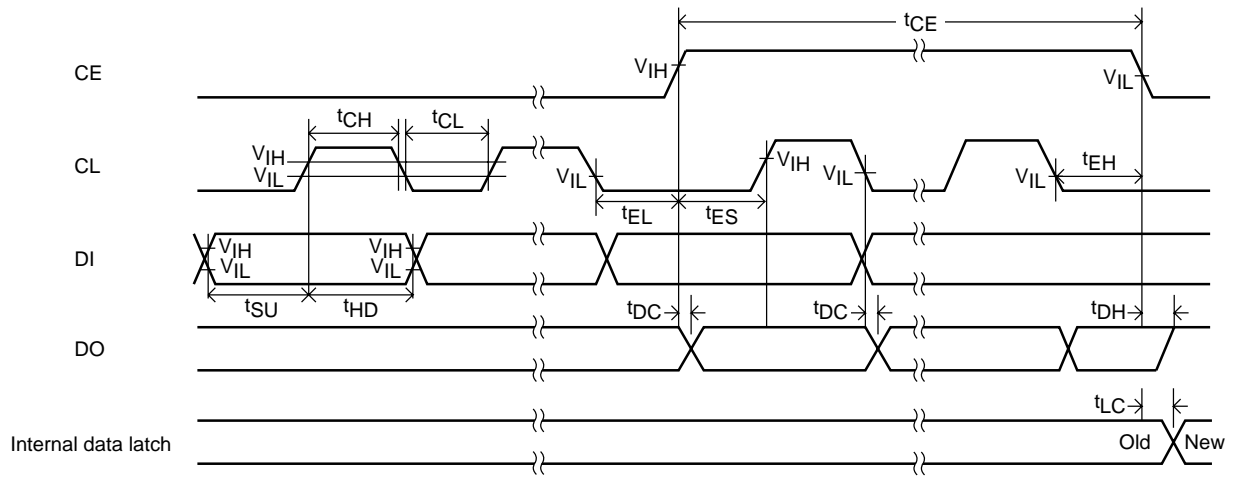 tCE
CE
VIH
VIL
tCH
tCL
CL
VIH
VIL
VIL
VIH
VIL
VIL
tEH
tEL
tES
DI
VIH
VIL
VIH
VIL
tSU
tHD
tDC
tDC
tDH
DO
tLC
Internal data latch
Old
New